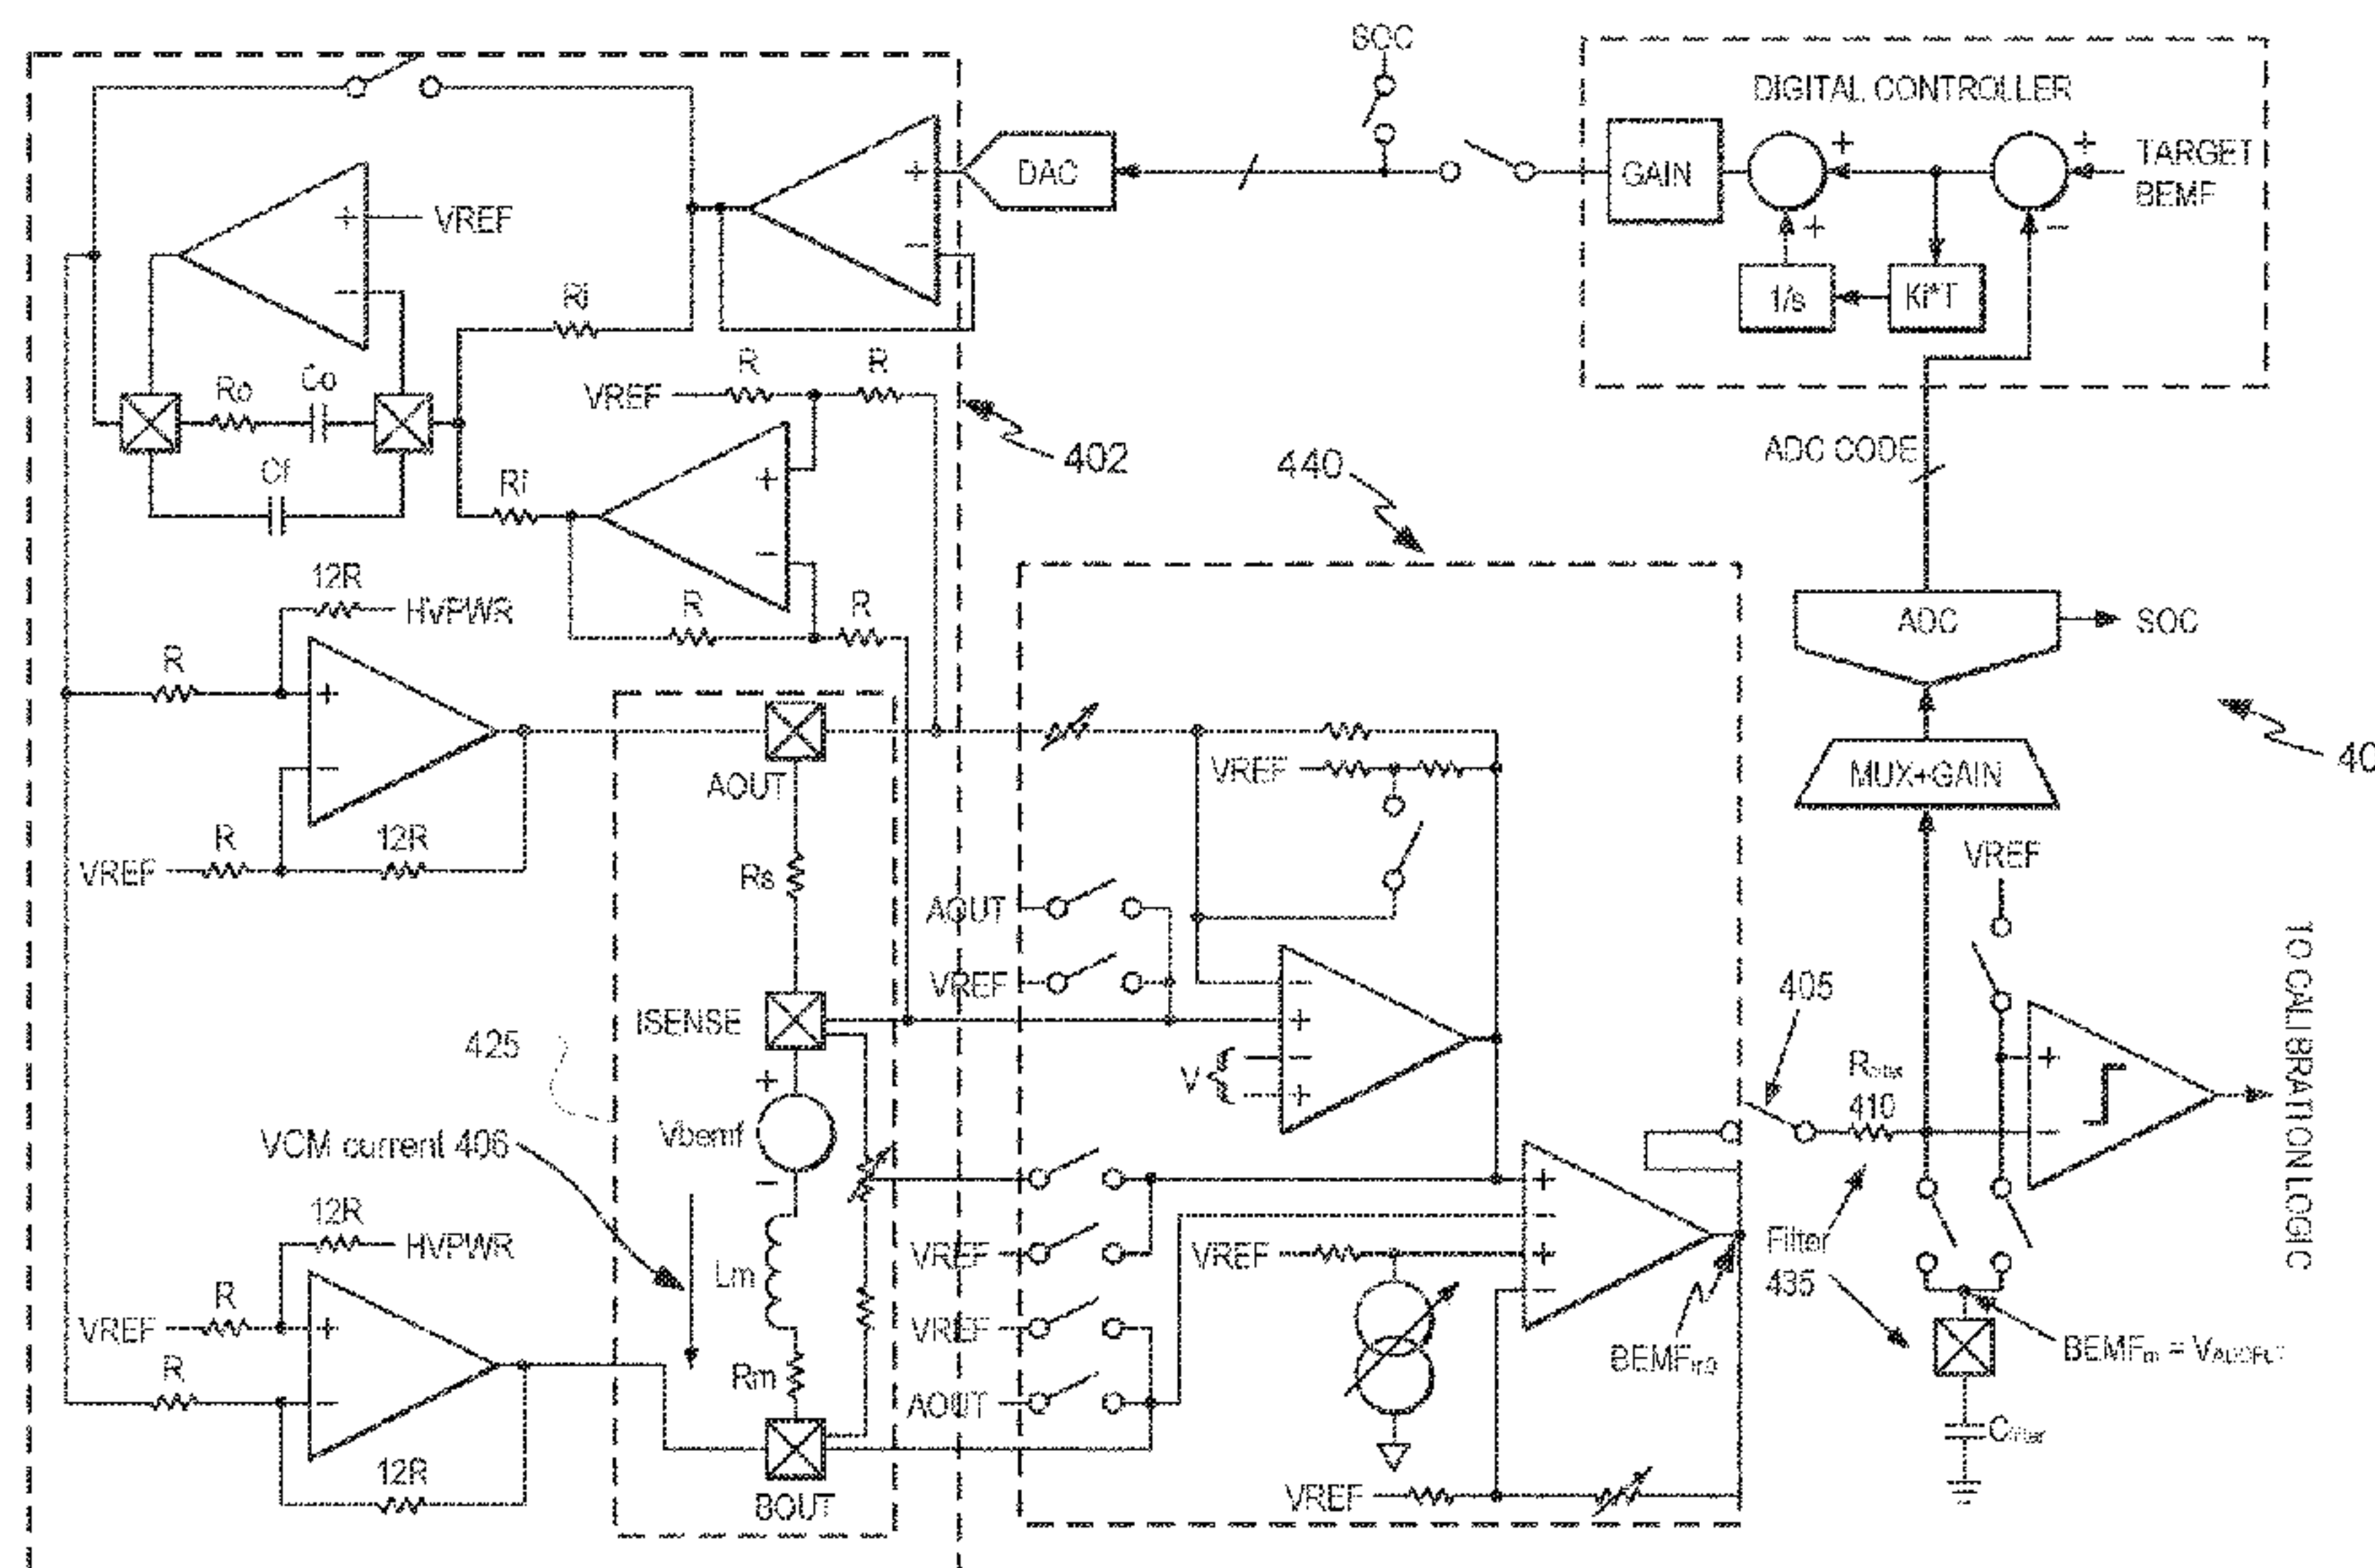 SOC
DIGITAL CONTROLLER
DAC
GAIN
+
+
TARGET
BEMF
+
-
+
-
+
VREF
-
1/s
Ki*T
Ri
R
R
VREF
Ro
Co
402
ADC CODE
440
Cf
Ri
+
-
12R
HVPWR
R
R
R
+
ADC
SOC
-
AOUT
VREF
MUX+GAIN
40
R
12R
VREF
VREF
Rs
AOUT
VREF
-
+
-
+
V
425
ISENSE
405
+
410
-
TO CALIBRATION LOGIC
+
Vbemf
-
VCM current 406
12R
HVPWR
Lm
R
VREF
+
R
-
Rm
12R
BOUT
VREF
VREF
VREF
AOUT
+
-
+
-
Filter
435
VREF